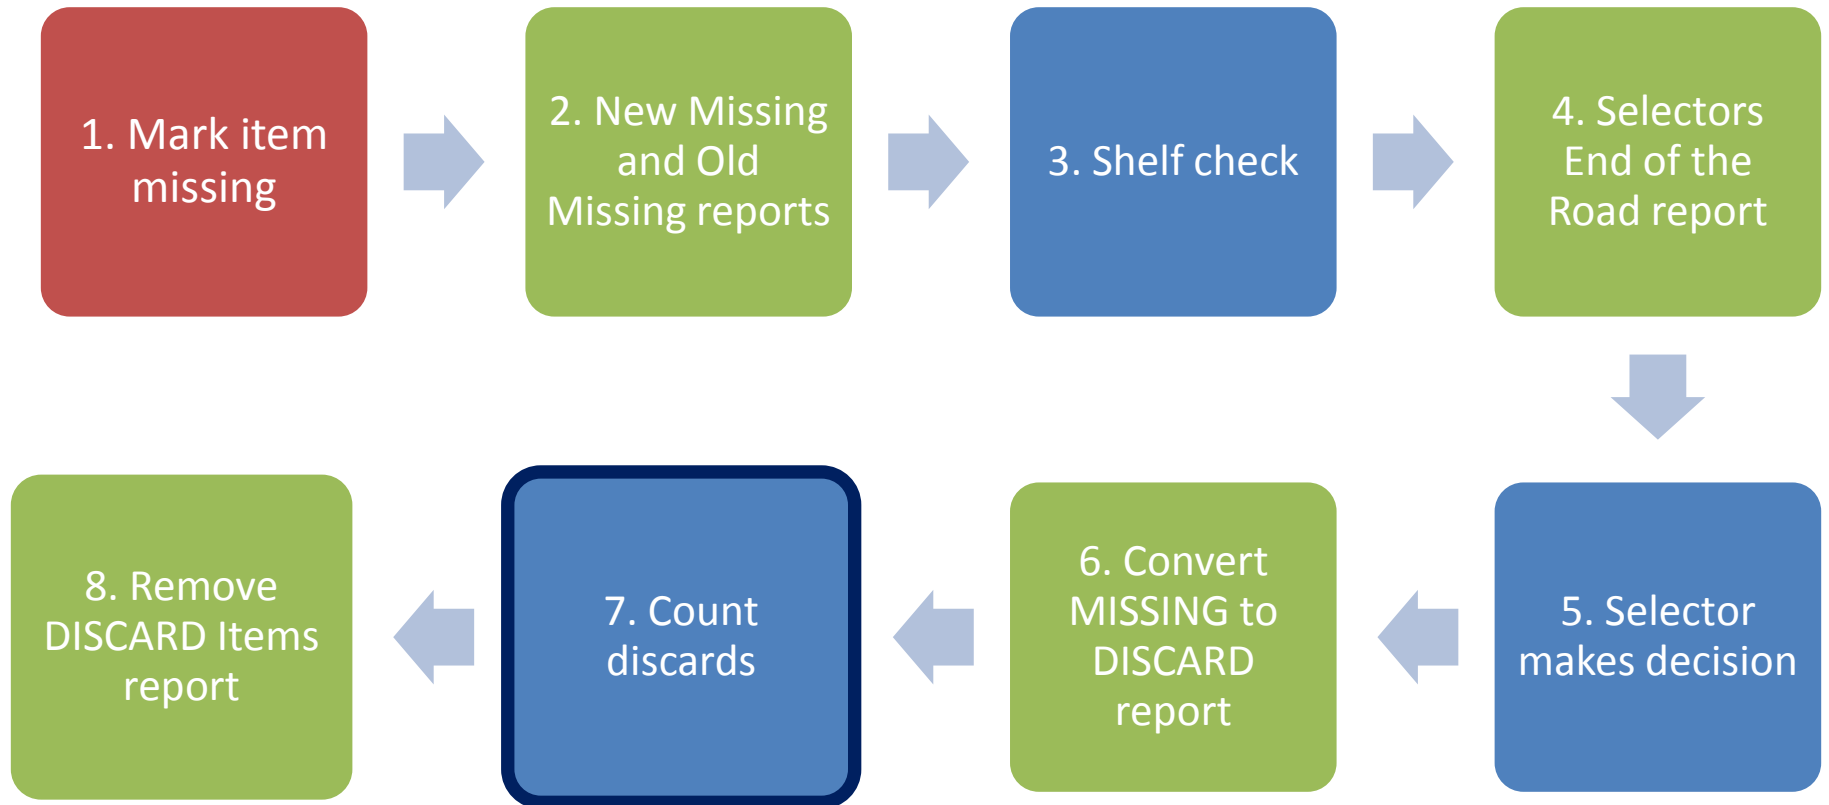 1. Mark item
missing
2. New Missing
and Old
Missing reports
3. Shelf check
4. Selectors
End of the
Road report
5. Selector
makes decision
6. Convert
MISSING to
DISCARD
report
7. Count
discards
8. Remove
DISCARD Items
report